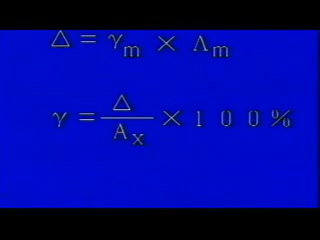 Δ = γm × Am
γ = Δ/Ax × 100%